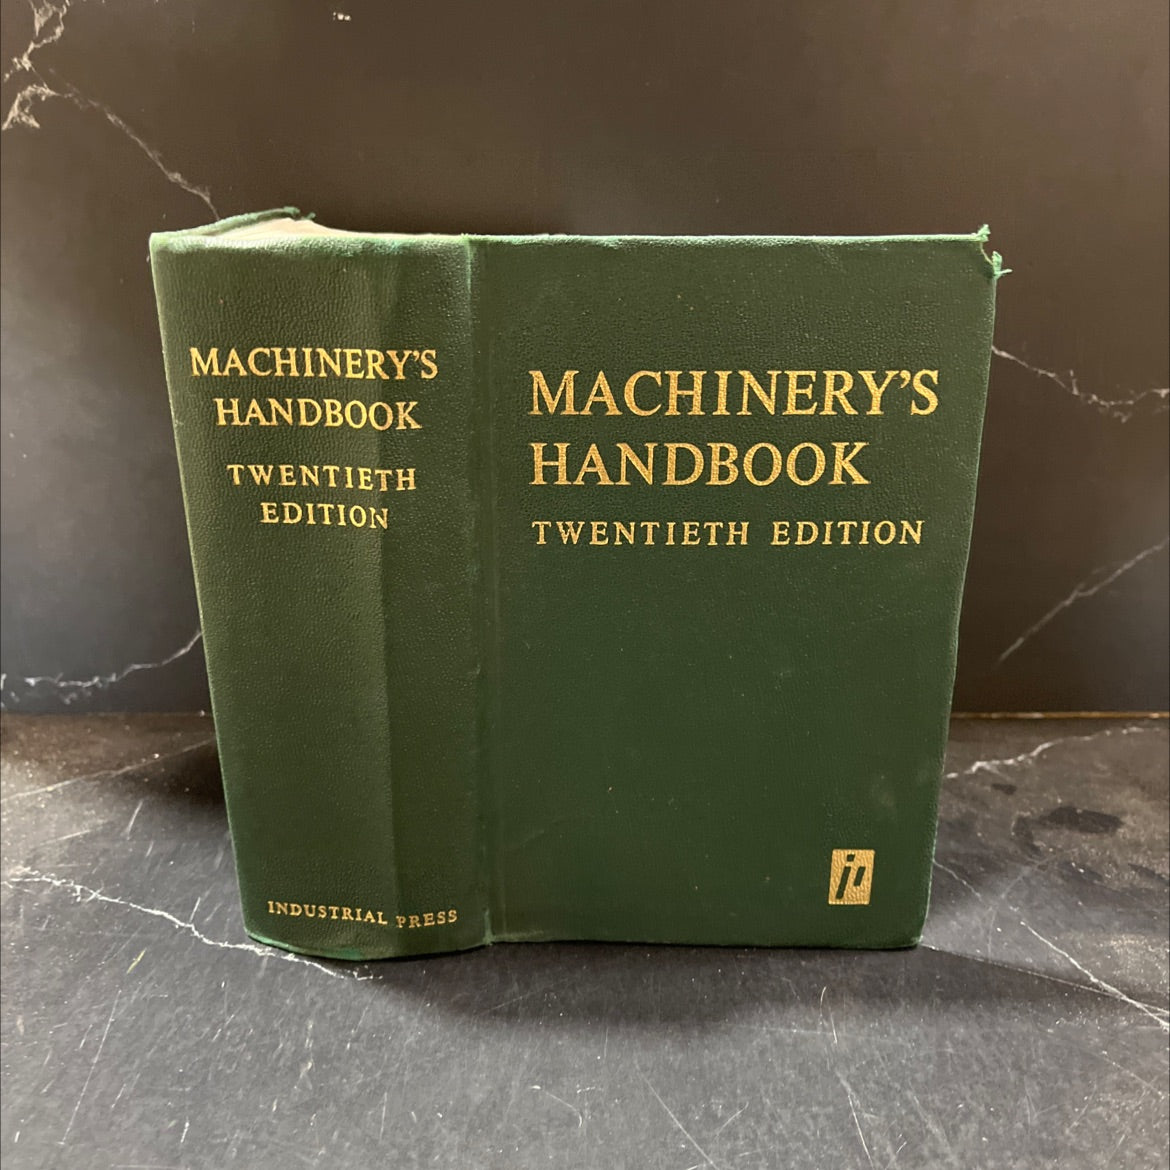 MACHINERY'S
HANDBOOK
TWENTIETH
EDITION
INDUSTRIAL PRESS
MACHINERY'S
HANDBOOK
TWENTIETH EDITION
ip